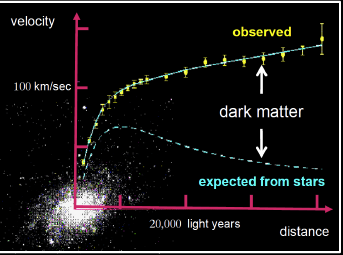 velocity
observed
100 km/sec
dark matter
expected from stars
20,000 light years
distance